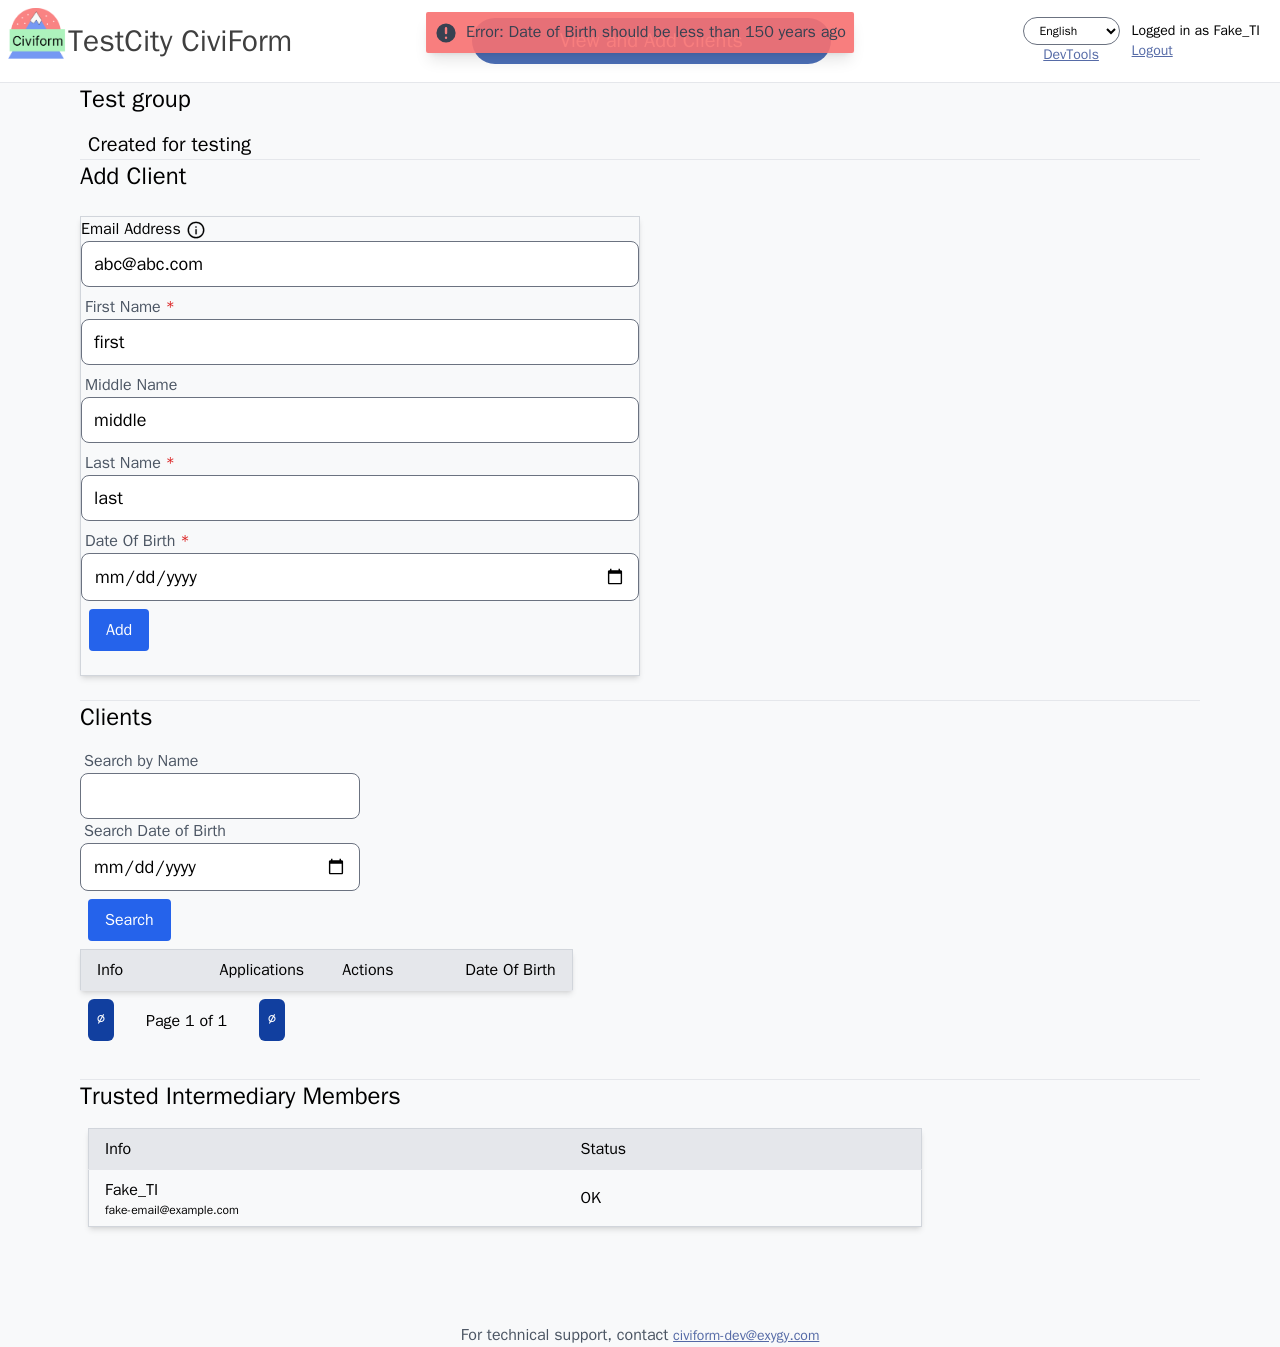 Civiform
TestCity CiviForm
View and Add Clients
Error: Date of Birth should be less than 150 years ago
English
DevTools
Logged in as Fake_TI
Logout
Test group
Created for testing
Add Client
Email Address
abc@abc.com
First Name *
first
Middle Name
middle
Last Name *
last
Date Of Birth *
mm/dd/yyyy
Add
Clients
Search by Name
Search Date of Birth
mm/dd/yyyy
Search
Info Applications Actions Date Of Birth
Page 1 of 1
Trusted Intermediary Members
Info Status
Fake_TI
fake-email@example.com
OK
For technical support, contact civiform-dev@exygy.com